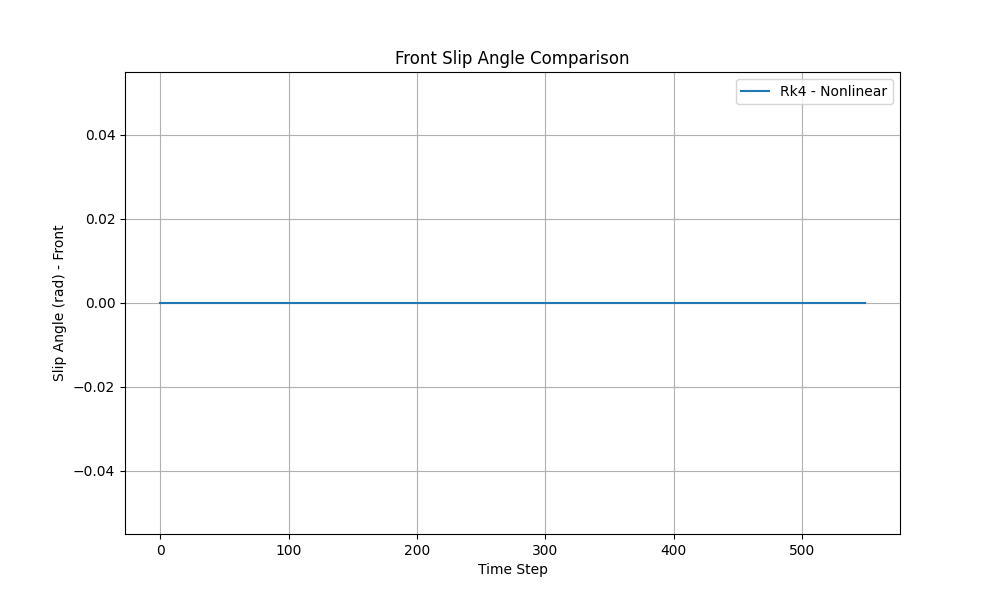 Front Slip Angle Comparison
Rk4 - Nonlinear
Slip Angle (rad) - Front
0.04
0.02
0.00
−0.02
−0.04
0 100 200 300 400 500
Time Step